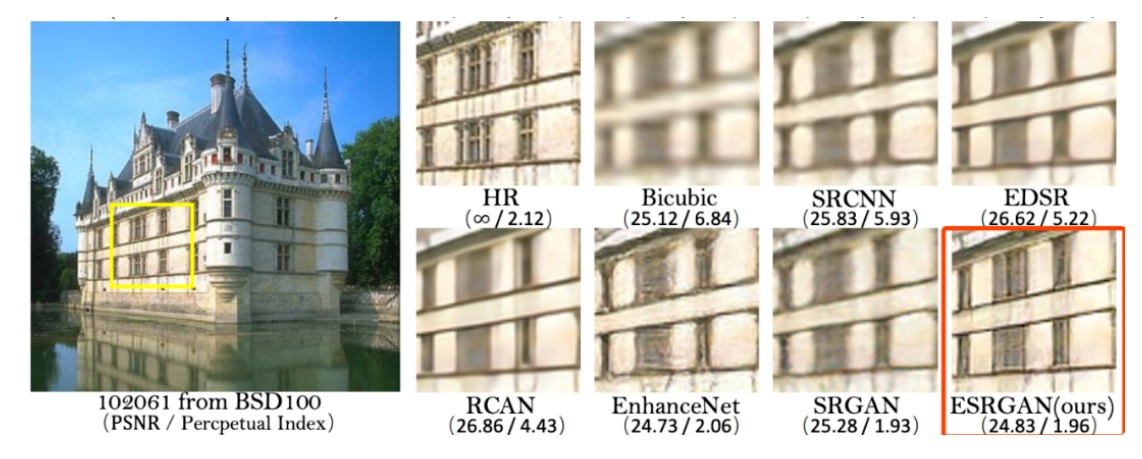 HR
(∞ / 2.12)
Bicubic
(25.12 / 6.84)
SRCNN
(25.83 / 5.93)
EDSR
(26.62 / 5.22)
102061 from BSD100
(PSNR / Percpetual Index)
RCAN
(26.86 / 4.43)
EnhanceNet
(24.73 / 2.06)
SRGAN
(25.28 / 1.93)
ESRGAN(ours)
(24.83 / 1.96)